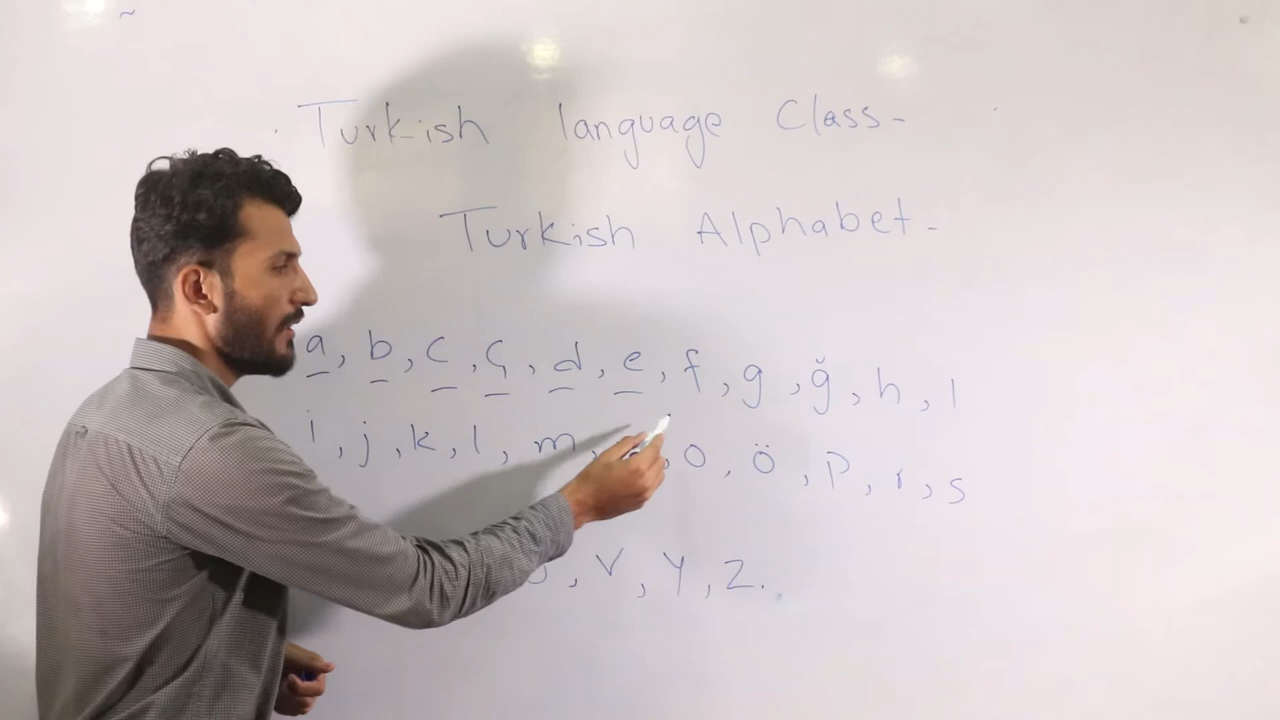 Turkish language Class-
Turkish Alphabet-
a, b, c, ç, d, e, f, g, ğ, h, ı
i, j, k, l, m, o, ö, p, r, s
v, y, z.